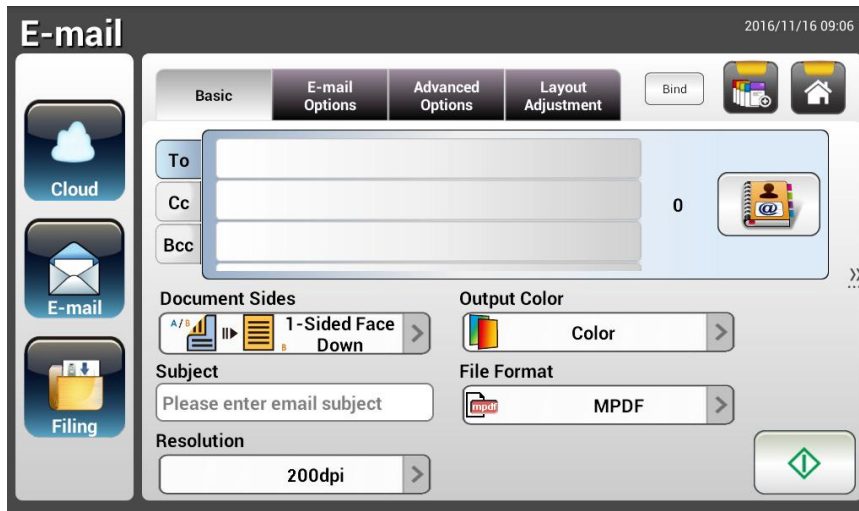 E-mail
2016/11/16 09:06
Basic
E-mail
Options
Advanced
Options
Layout
Adjustment
Bind
Cloud
E-mail
Filing
To
Cc
Bcc
0
@
Document Sides
A/B
B
1-Sided Face
Down
Output Color
Color
Subject
Please enter email subject
File Format
mpdf
MPDF
Resolution
200dpi